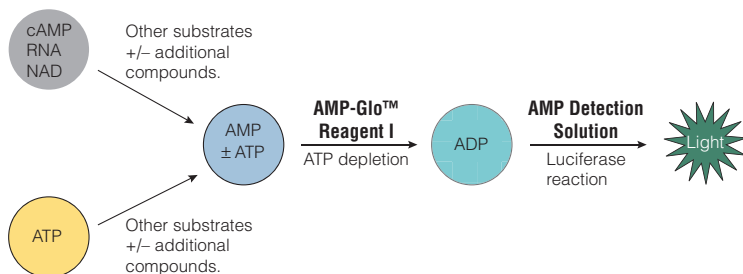 cAMP
RNA
NAD
Other substrates
+/– additional
compounds.
AMP
± ATP
AMP-Glo™
Reagent I
ATP depletion
ADP
AMP Detection
Solution
Luciferase
reaction
Light
ATP
Other substrates
+/– additional
compounds.